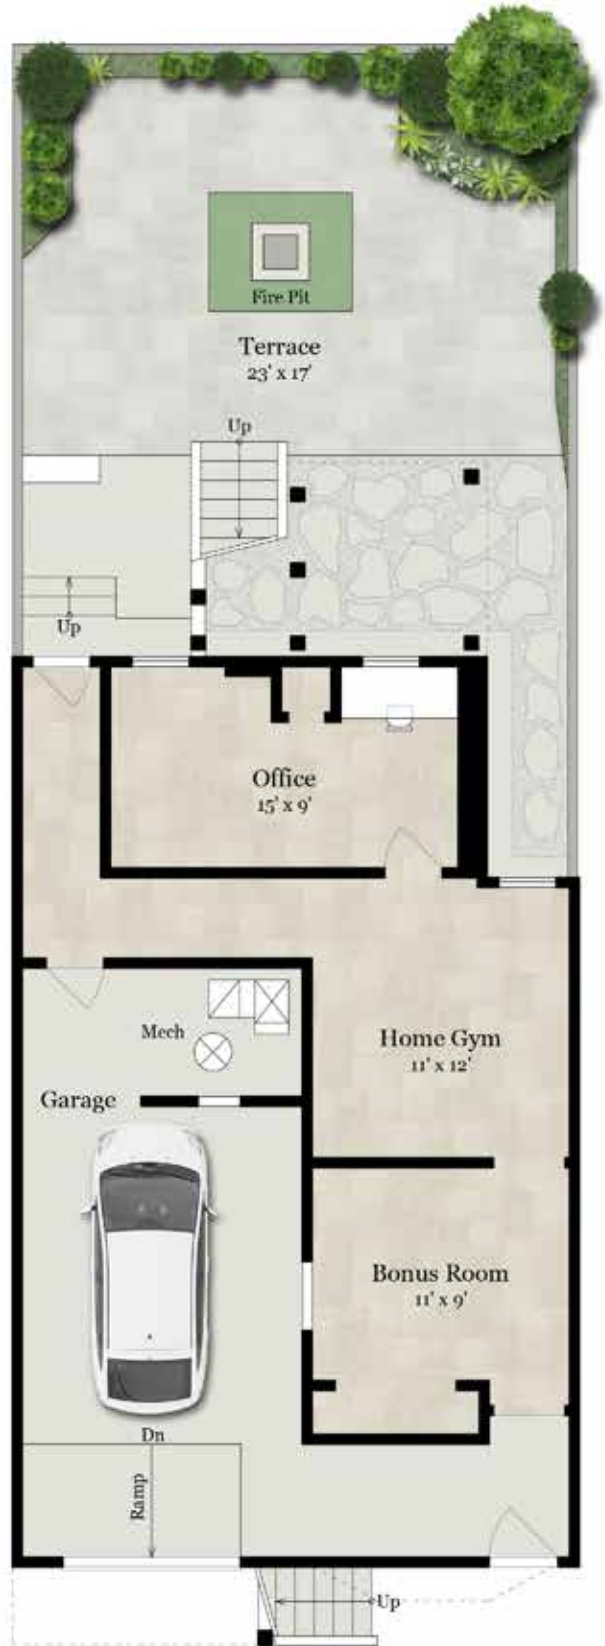 Fire Pit
Terrace
23' x 17'
Up
Up
Office
15' x 9'
Mech
Home Gym
11' x 12'
Garage
Bonus Room
11' x 9'
Dn
Ramp
Up